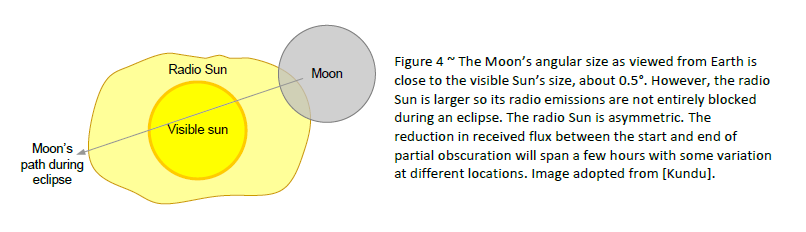 Radio Sun
Moon
Visible sun
Moon's
path during
eclipse
Figure 4 ~ The Moon's angular size as viewed from Earth is
close to the visible Sun's size, about 0.5°. However, the radio
Sun is larger so its radio emissions are not entirely blocked
during an eclipse. The radio Sun is asymmetric. The
reduction in received flux between the start and end of
partial obscuration will span a few hours with some variation
at different locations. Image adopted from [Kundu].